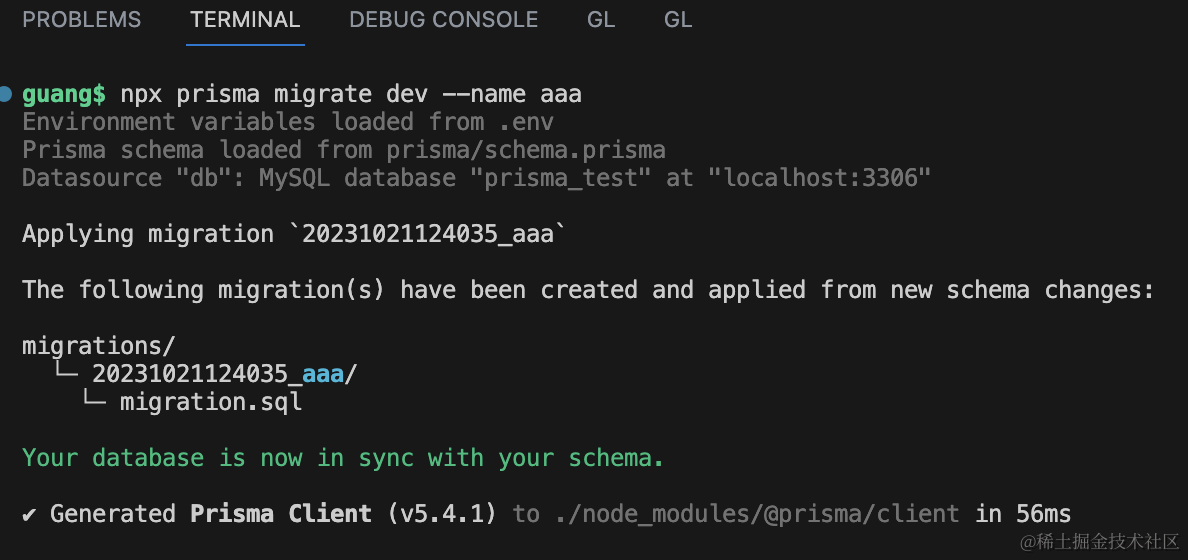 PROBLEMS TERMINAL DEBUG CONSOLE GL GL
guang$ npx prisma migrate dev --name aaa
Environment variables loaded from .env
Prisma schema loaded from prisma/schema.prisma
Datasource "db": MySQL database "prisma_test" at "localhost:3306"
Applying migration `20231021124035_aaa`
The following migration(s) have been created and applied from new schema changes:
migrations/
└─ 20231021124035_aaa/
└─ migration.sql
Your database is now in sync with your schema.
✔ Generated Prisma Client (v5.4.1) to ./node_modules/@prisma/client in 56ms
@稀土掘金技术社区